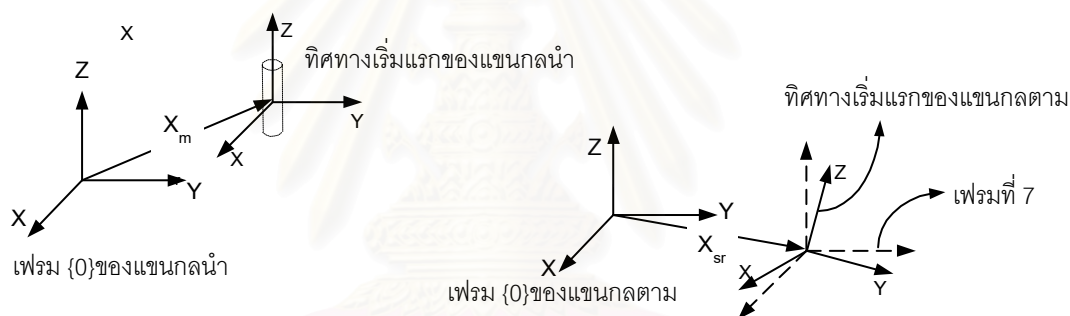 X
Z
ทิศทางเริ่มแรกของแขนกลนำ
Z
X_m
Y
X
Y
X
เฟรม {0}ของแขนกลนำ
ทิศทางเริ่มแรกของแขนกลตาม
Z
Z
เฟรมที่ 7
Y
X_sr
X
X
Y
เฟรม {0}ของแขนกลตาม